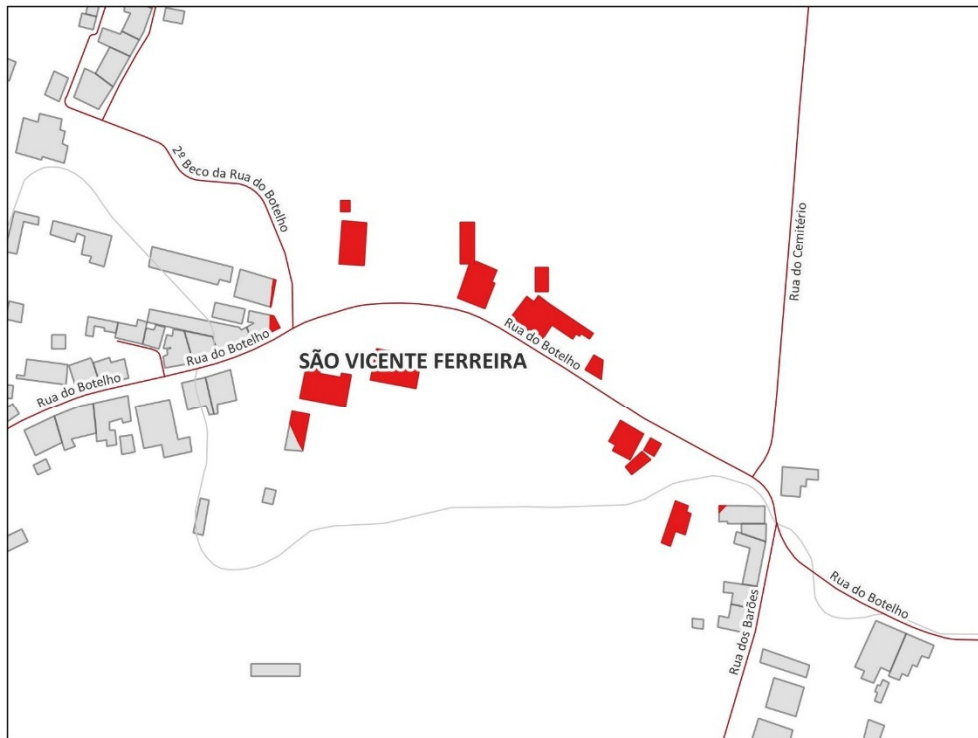 2º Beco da Rua do Botelho
Rua do Cemitério
Rua do Botelho
Rua do Botelho
SÃO VICENTE FERREIRA
Rua do Botelho
Rua do Botelho
Rua dos Barões